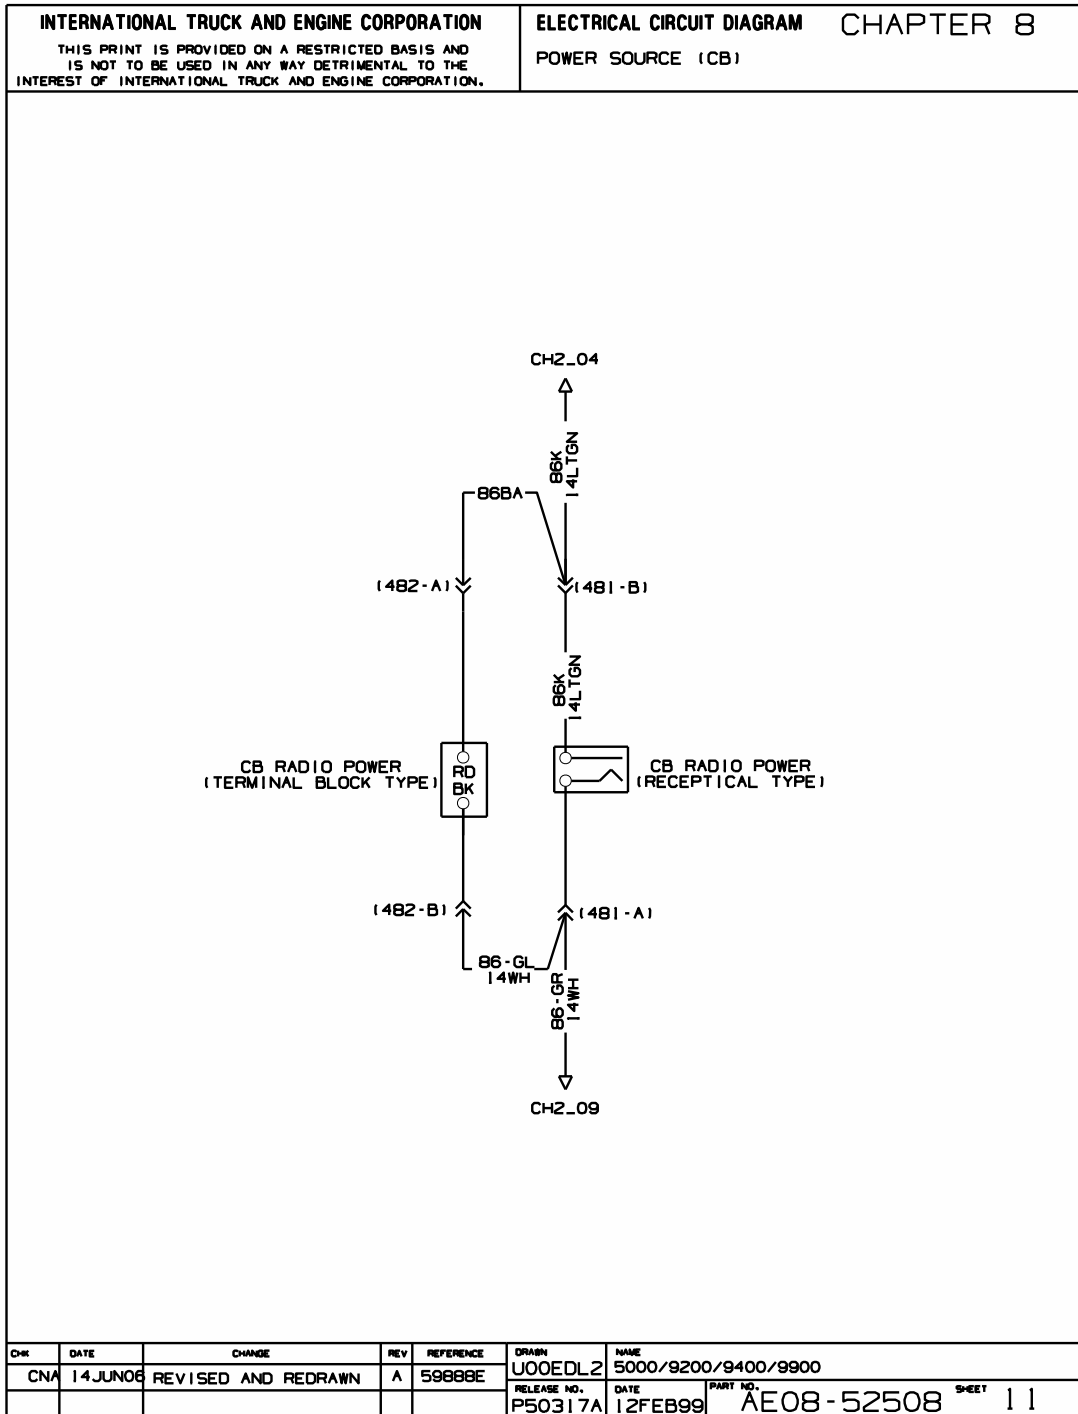 INTERNATIONAL TRUCK AND ENGINE CORPORATION
THIS PRINT IS PROVIDED ON A RESTRICTED BASIS AND
IS NOT TO BE USED IN ANY WAY DETRIMENTAL TO THE
INTEREST OF INTERNATIONAL TRUCK AND ENGINE CORPORATION.
ELECTRICAL CIRCUIT DIAGRAM CHAPTER 8
POWER SOURCE (CB)
CH2_04
86K
14LTGN
86BA
(482-A)
(481-B)
86K
14LTGN
CB RADIO POWER
(TERMINAL BLOCK TYPE)
RD
BK
CB RADIO POWER
(RECEPTICAL TYPE)
(482-B)
(481-A)
86-GL
14WH
86-GR
14WH
CH2_09
CHK DATE CHANGE REV REFERENCE
CNA 14JUN06 REVISED AND REDRAWN A 59888E
DRAWN NAME
U00EDL2 5000/9200/9400/9900
RELEASE NO. DATE PART NO. SHEET
P50317A 12FEB99 AE08-52508 11